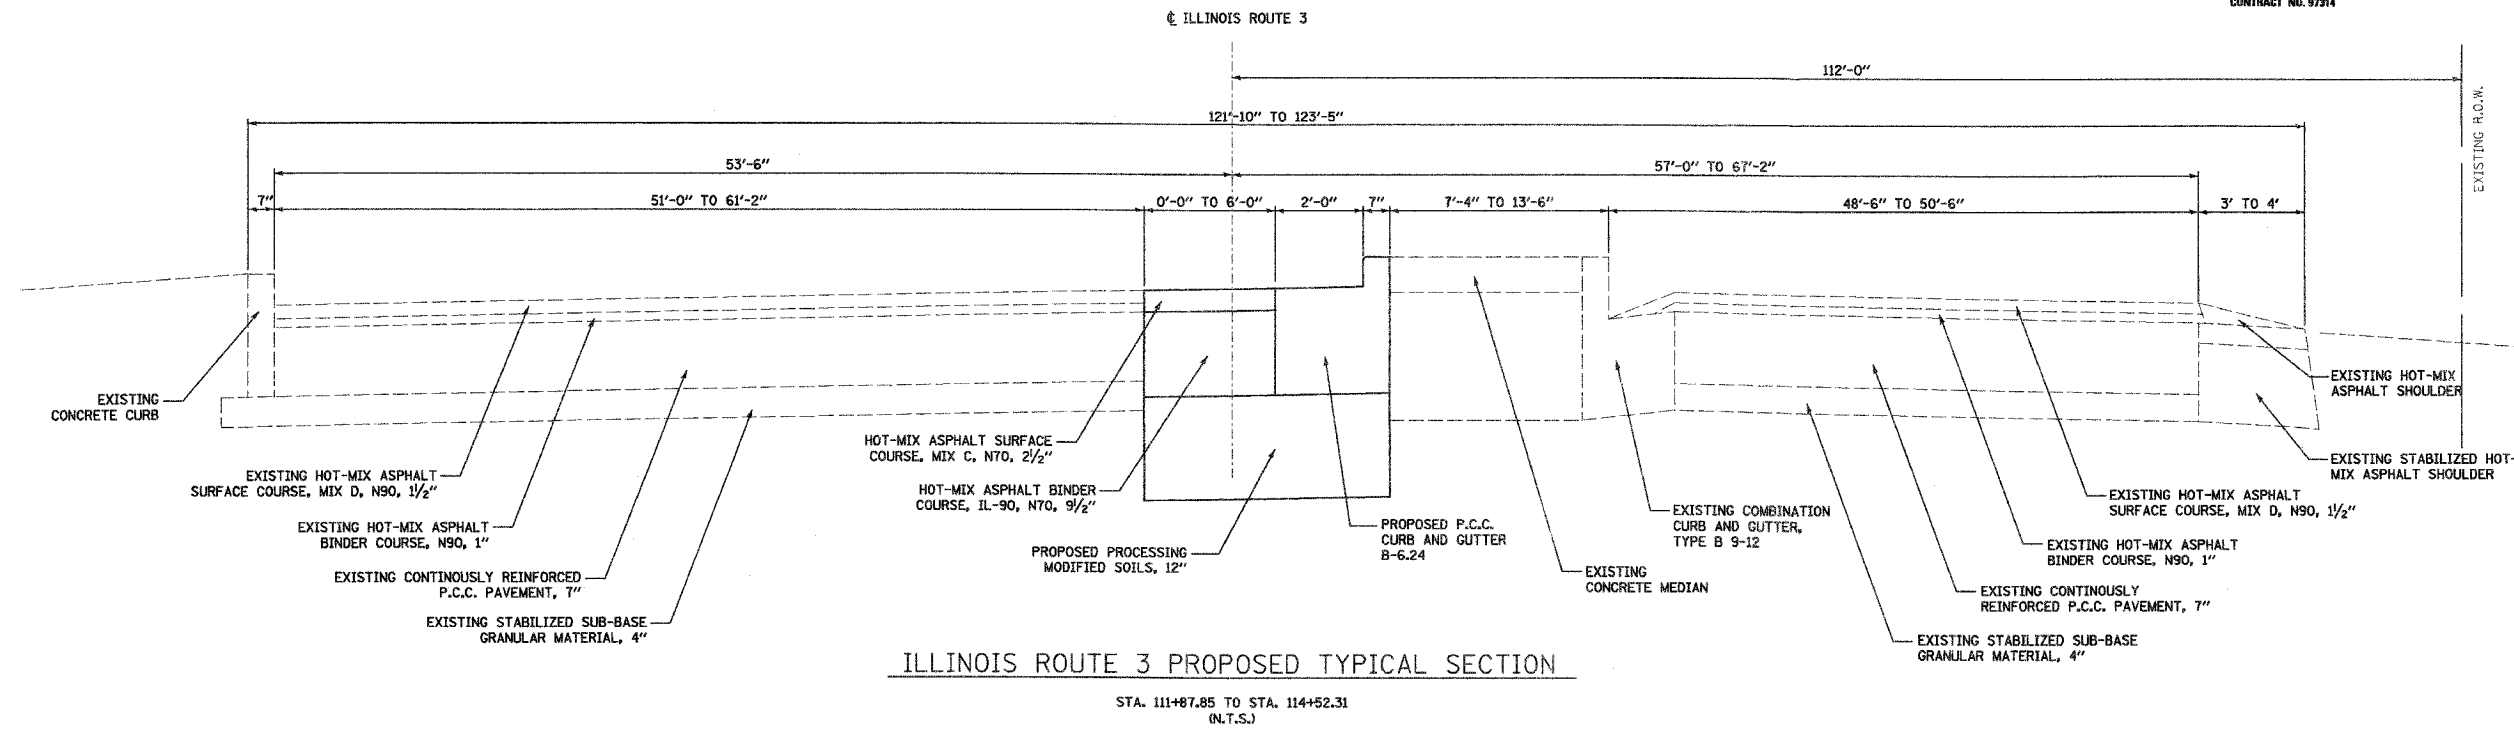 CONTRACT NO. 97314
℄ ILLINOIS ROUTE 3
112'-0"
EXISTING R.O.W.
121'-10" TO 123'-5"
53'-6"
57'-0" TO 67'-2"
7"
51'-0" TO 61'-2"
0'-0" TO 6'-0"
2'-0"
7"
7'-4" TO 13'-6"
48'-6" TO 50'-6"
3' TO 4'
EXISTING
CONCRETE CURB
EXISTING HOT-MIX ASPHALT
SURFACE COURSE, MIX D, N90, 1½"
EXISTING HOT-MIX ASPHALT
BINDER COURSE, N90, 1"
EXISTING CONTINOUSLY REINFORCED
P.C.C. PAVEMENT, 7"
EXISTING STABILIZED SUB-BASE
GRANULAR MATERIAL, 4"
HOT-MIX ASPHALT SURFACE
COURSE, MIX C, N70, 2½"
HOT-MIX ASPHALT BINDER
COURSE, IL-90, N70, 9½"
PROPOSED PROCESSING
MODIFIED SOILS, 12"
PROPOSED P.C.C.
CURB AND GUTTER
B-6.24
EXISTING
CONCRETE MEDIAN
EXISTING COMBINATION
CURB AND GUTTER,
TYPE B 9-12
EXISTING HOT-MIX
ASPHALT SHOULDER
EXISTING STABILIZED HOT-
MIX ASPHALT SHOULDER
EXISTING HOT-MIX ASPHALT
SURFACE COURSE, MIX D, N90, 1½"
EXISTING HOT-MIX ASPHALT
BINDER COURSE, N90, 1"
EXISTING CONTINOUSLY
REINFORCED P.C.C. PAVEMENT, 7"
EXISTING STABILIZED SUB-BASE
GRANULAR MATERIAL, 4"
ILLINOIS ROUTE 3 PROPOSED TYPICAL SECTION
STA. 111+87.85 TO STA. 114+52.31
(N.T.S.)